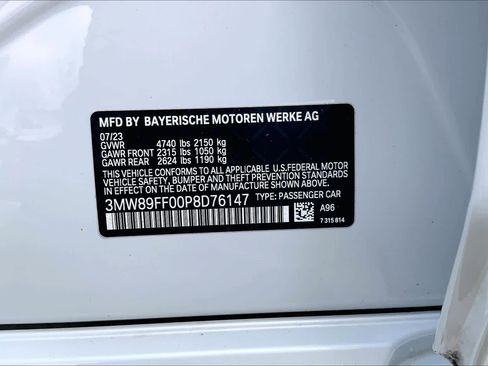 MFD BY BAYERISCHE MOTOREN WERKE AG
07/23
GVWR 4740 lbs 2150 kg
GAWR FRONT 2315 lbs 1050 kg
GAWR REAR 2624 lbs 1190 kg
THIS VEHICLE CONFORMS TO ALL APPLICABLE U.S.FEDERAL MOTOR
VEHICLE SAFETY, BUMPER AND THEFT PREVENTION STANDARDS
IN EFFECT ON THE DATE OF MANUFACTURE SHOWN ABOVE.
3MW89FF00P8D76147 TYPE: PASSENGER CAR
A96
7 315 814